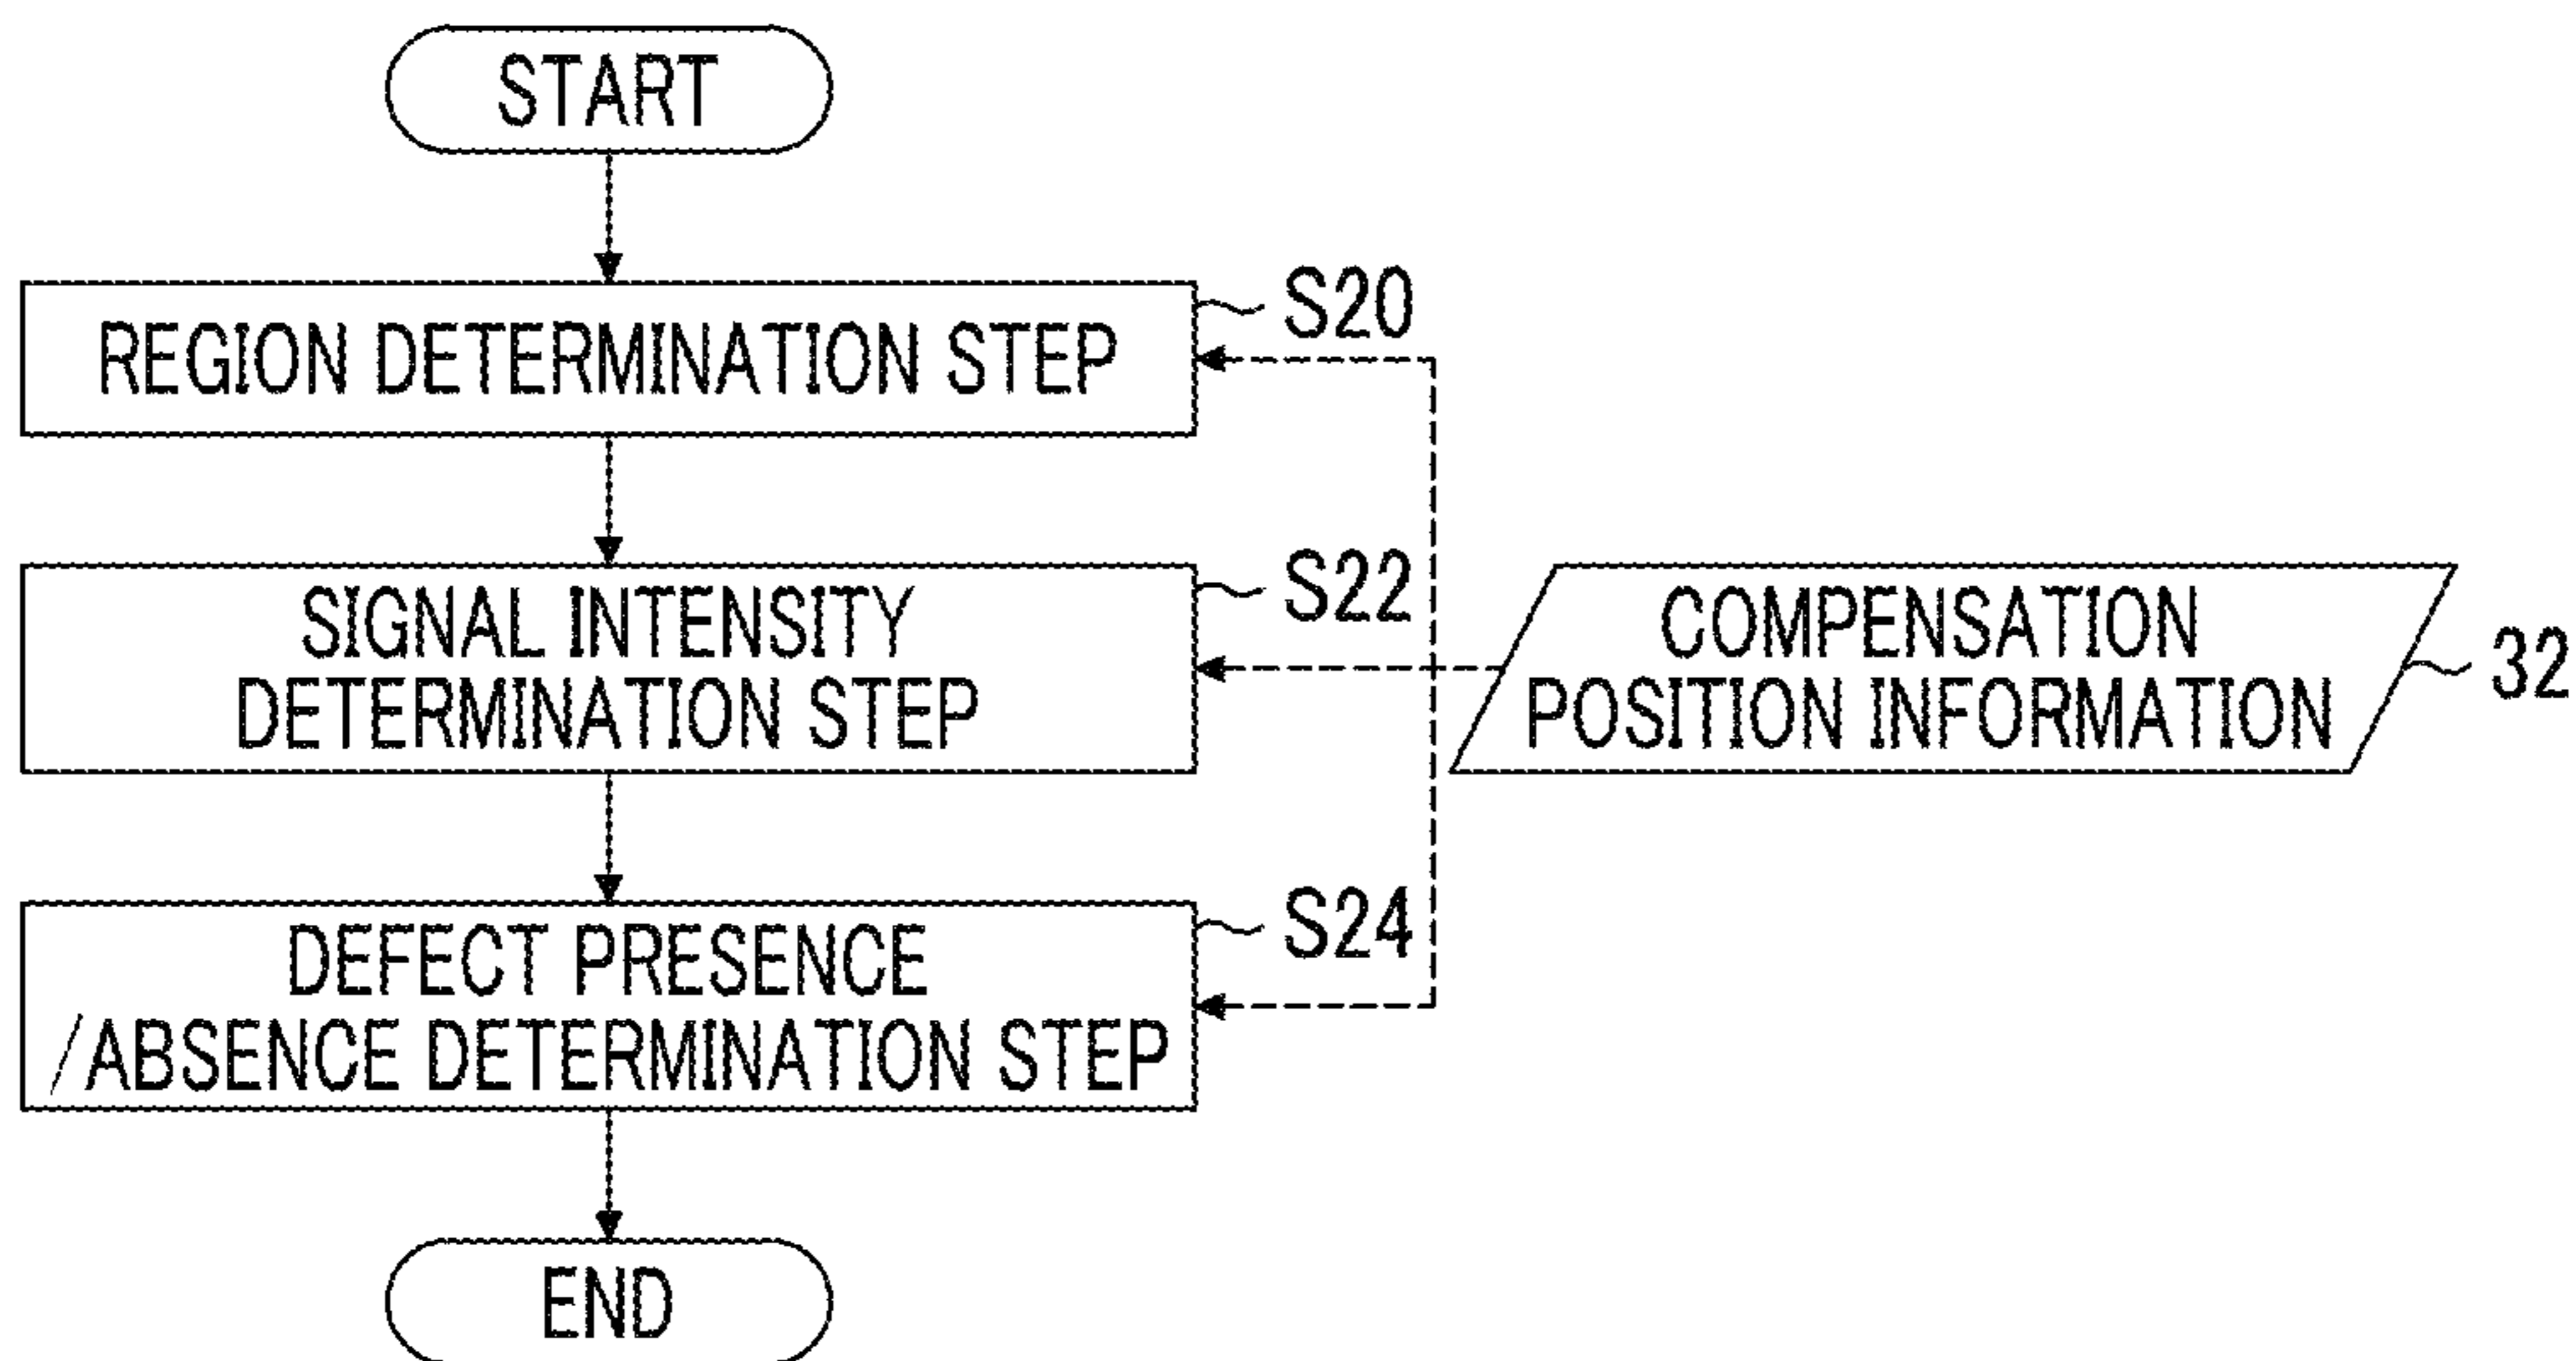 START
REGION DETERMINATION STEP
S20
SIGNAL INTENSITY
DETERMINATION STEP
S22
COMPENSATION
POSITION INFORMATION
32
DEFECT PRESENCE
/ABSENCE DETERMINATION STEP
S24
END